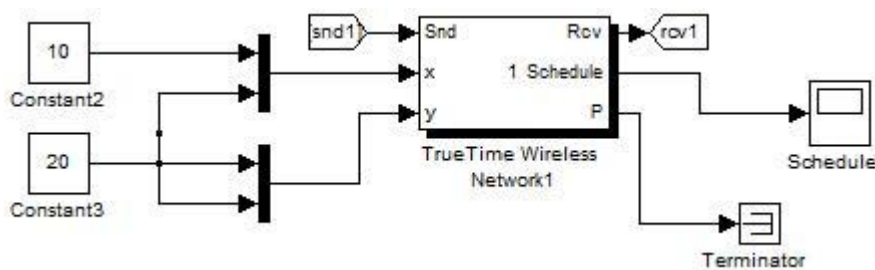 [snd1]
Snd
Rcv
rcv1
10
x
1 Schedule
Constant2
y
P
20
TrueTime Wireless
Network1
Schedule
Constant3
Terminator